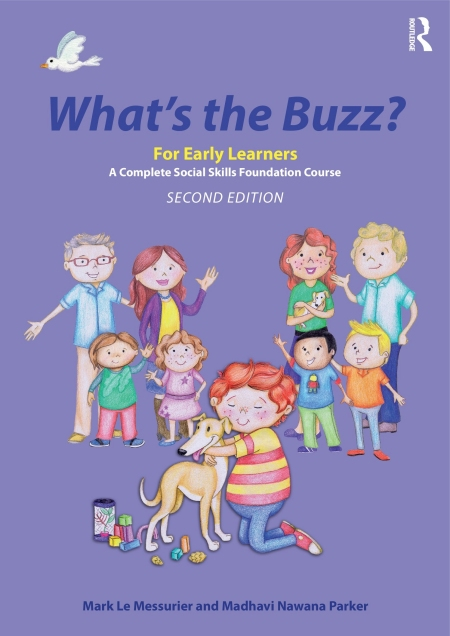 ROUTLEDGE
What's the Buzz?
For Early Learners
A Complete Social Skills Foundation Course
SECOND EDITION
Mark Le Messurier and Madhavi Nawana Parker